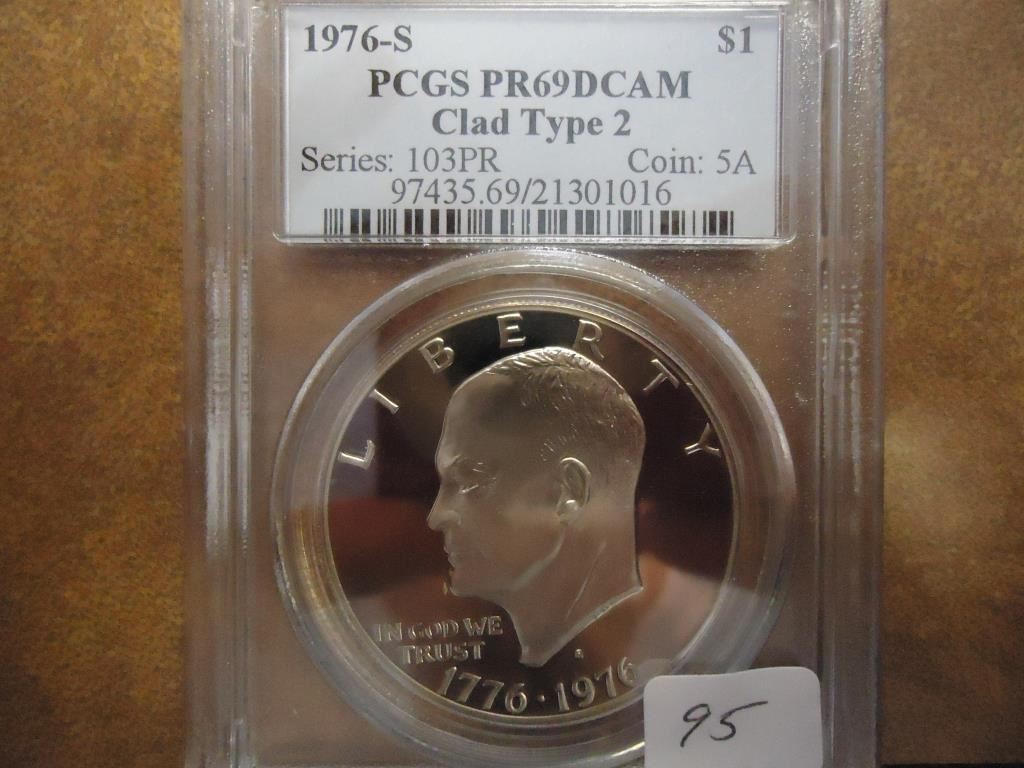 1976-S $1
PCGS PR69DCAM
Clad Type 2
Series: 103PR Coin: 5A
97435.69/21301016
LIBERTY
IN GOD WE
TRUST
1776·1976
95